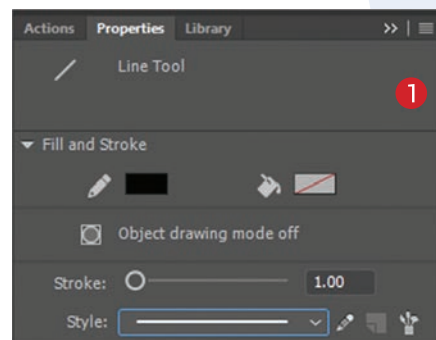 Actions Properties Library
Line Tool
1
Fill and Stroke
Object drawing mode off
Stroke: 1.00
Style: